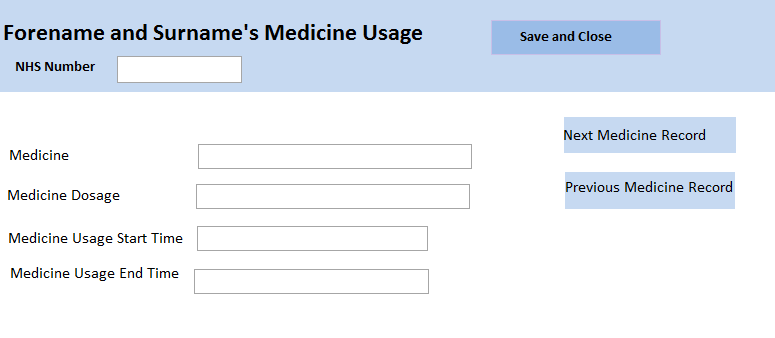 Forename and Surname's Medicine Usage
Save and Close
NHS Number
Next Medicine Record
Medicine
Previous Medicine Record
Medicine Dosage
Medicine Usage Start Time
Medicine Usage End Time